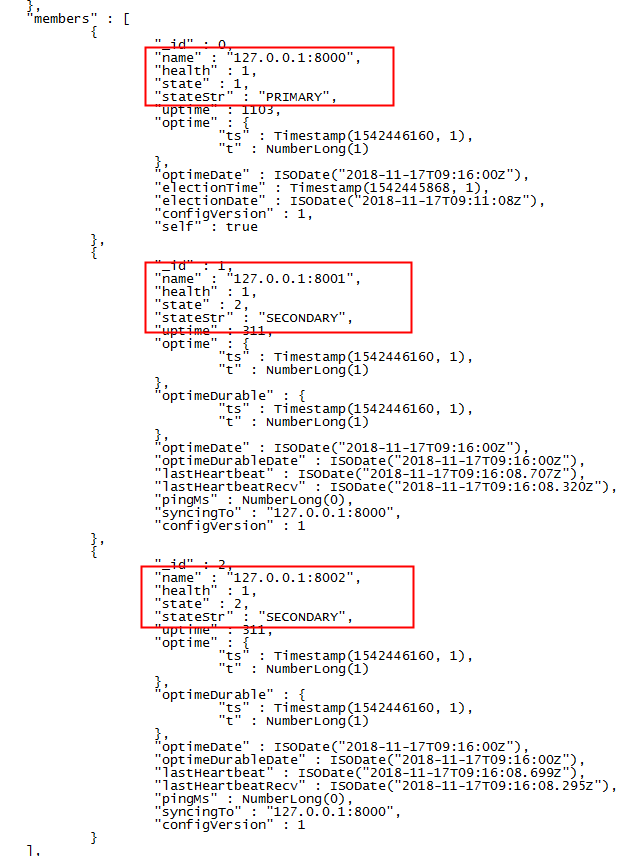 },
"members" : [
{
"_id" : 0,
"name" : "127.0.0.1:8000",
"health" : 1,
"state" : 1,
"stateStr" : "PRIMARY",
"uptime" : 1103,
"optime" : {
"ts" : Timestamp(1542446160, 1),
"t" : NumberLong(1)
},
"optimeDate" : ISODate("2018-11-17T09:16:00Z"),
"electionTime" : Timestamp(1542445868, 1),
"electionDate" : ISODate("2018-11-17T09:11:08Z"),
"configVersion" : 1,
"self" : true
},
{
"_id" : 1,
"name" : "127.0.0.1:8001",
"health" : 1,
"state" : 2,
"stateStr" : "SECONDARY",
"uptime" : 311,
"optime" : {
"ts" : Timestamp(1542446160, 1),
"t" : NumberLong(1)
},
"optimeDurable" : {
"ts" : Timestamp(1542446160, 1),
"t" : NumberLong(1)
},
"optimeDate" : ISODate("2018-11-17T09:16:00Z"),
"optimeDurableDate" : ISODate("2018-11-17T09:16:00Z"),
"lastHeartbeat" : ISODate("2018-11-17T09:16:08.707Z"),
"lastHeartbeatRecv" : ISODate("2018-11-17T09:16:08.320Z"),
"pingMs" : NumberLong(0),
"syncingTo" : "127.0.0.1:8000",
"configVersion" : 1
},
{
"_id" : 2,
"name" : "127.0.0.1:8002",
"health" : 1,
"state" : 2,
"stateStr" : "SECONDARY",
"uptime" : 311,
"optime" : {
"ts" : Timestamp(1542446160, 1),
"t" : NumberLong(1)
},
"optimeDurable" : {
"ts" : Timestamp(1542446160, 1),
"t" : NumberLong(1)
},
"optimeDate" : ISODate("2018-11-17T09:16:00Z"),
"optimeDurableDate" : ISODate("2018-11-17T09:16:00Z"),
"lastHeartbeat" : ISODate("2018-11-17T09:16:08.699Z"),
"lastHeartbeatRecv" : ISODate("2018-11-17T09:16:08.295Z"),
"pingMs" : NumberLong(0),
"syncingTo" : "127.0.0.1:8000",
"configVersion" : 1
}
],